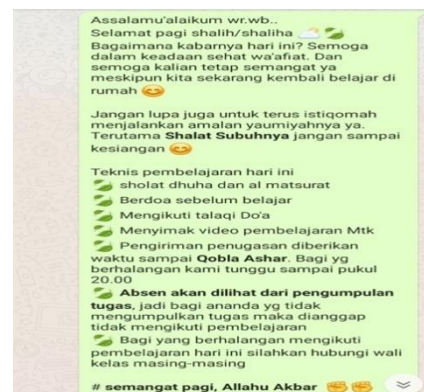 Assalamu'alaikum wr.wb..
Selamat pagi shalih/shaliha ⛅🍃
Bagaimana kabarnya hari ini? Semoga
dalam keadaan sehat wa'afiat. Dan
semoga kalian tetap semangat ya
meskipun kita sekarang kembali belajar di
rumah 😊
Jangan lupa juga untuk terus istiqomah
menjalankan amalan yaumiyahnya ya.
Terutama Shalat Subuhnya jangan sampai
kesiangan 😊
Teknis pembelajaran hari ini
🍃 sholat dhuha dan al matsurat
🍃 Berdoa sebelum belajar
🍃 Mengikuti talaqi Do'a
🍃 Menyimak video pembelajaran Mtk
🍃 Pengiriman penugasan diberikan
waktu sampai Qobla Ashar. Bagi yg
berhalangan kami tunggu sampai pukul
20.00
🍃 Absen akan dilihat dari pengumpulan
tugas, jadi bagi ananda yg tidak
mengumpulkan tugas maka dianggap
tidak mengikuti pembelajaran
🍃 Bagi yang berhalangan mengikuti
pembelajaran hari ini silahkan hubungi wali
kelas masing-masing
# semangat pagi, Allahu Akbar ✊✊